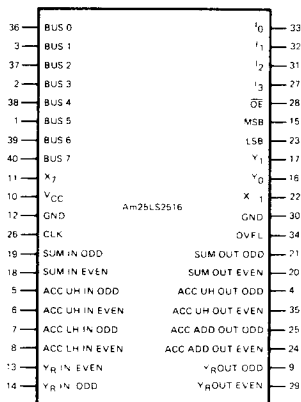 36 BUS 0 I0 33
3 BUS 1 I1 32
37 BUS 2 I2 31
2 BUS 3 I3 27
38 BUS 4 OE 28
1 BUS 5 MSB 15
39 BUS 6 LSB 23
40 BUS 7 Y1 17
11 X7 Y0 16
10 VCC X-1 22
Am25LS2516
12 GND GND 30
26 CLK OVFL 34
19 SUM IN ODD SUM OUT ODD 21
18 SUM IN EVEN SUM OUT EVEN 20
5 ACC UH IN ODD ACC UH OUT ODD 4
6 ACC UH IN EVEN ACC UH OUT EVEN 35
7 ACC LH IN ODD ACC ADD OUT ODD 25
8 ACC LH IN EVEN ACC ADD OUT EVEN 24
13 YR IN EVEN YROUT ODD 9
14 YR IN ODD YROUT EVEN 29